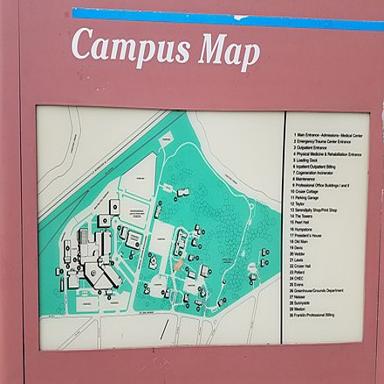 Campus Map
1 Main Entrance - Admissions - Medical Center
2 Emergency/Trauma Center Entrance
3 Outpatient Entrance
4 Physical Medicine & Rehabilitation Entrance
5 Loading Dock
6 Inpatient/Outpatient Billing
7 Cogeneration Incinerator
8 Maintenance
9 Professional Office Buildings I and II
10 Crozer Cottage
11 Parking Garage
12 Taylor
13 Serendipity Shop/Print Shop
14 The Towers
15 Pearl Hall
16 Humpstone
17 President's House
18 Old Main
19 Davis
20 Vedder
21 Lewis
22 Crozer Hall
23 Pollard
24 CHEC
25 Evans
26 Greenhouse/Grounds Department
27 Neisser
28 Sunnyside
29 Weston
30 Franklin Professional Billing